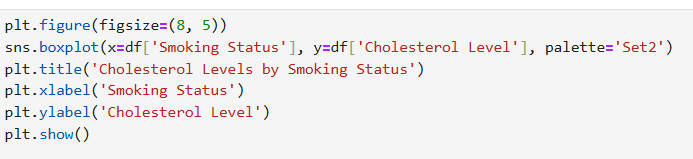 plt.figure(figsize=(8, 5))
sns.boxplot(x=df['Smoking Status'], y=df['Cholesterol Level'], palette='Set2')
plt.title('Cholesterol Levels by Smoking Status')
plt.xlabel('Smoking Status')
plt.ylabel('Cholesterol Level')
plt.show()